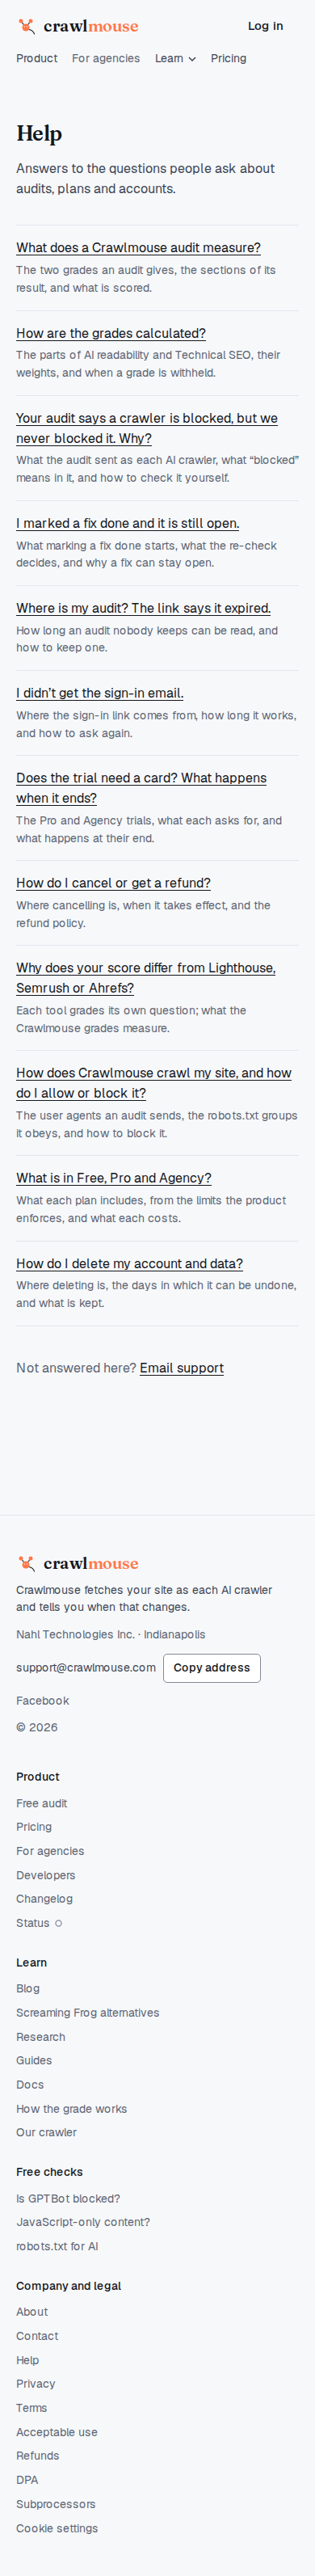 crawlmouse
Log in
Product
For agencies
Learn
Pricing
Help
Answers to the questions people ask about
audits, plans and accounts.
What does a Crawlmouse audit measure?
The two grades an audit gives, the sections of its
result, and what is scored.
How are the grades calculated?
The parts of AI readability and Technical SEO, their
weights, and when a grade is withheld.
Your audit says a crawler is blocked, but we
never blocked it. Why?
What the audit sent as each AI crawler, what “blocked”
means in it, and how to check it yourself.
I marked a fix done and it is still open.
What marking a fix done starts, what the re-check
decides, and why a fix can stay open.
Where is my audit? The link says it expired.
How long an audit nobody keeps can be read, and
how to keep one.
I didn’t get the sign-in email.
Where the sign-in link comes from, how long it works,
and how to ask again.
Does the trial need a card? What happens
when it ends?
The Pro and Agency trials, what each asks for, and
what happens at their end.
How do I cancel or get a refund?
Where cancelling is, when it takes effect, and the
refund policy.
Why does your score differ from Lighthouse,
Semrush or Ahrefs?
Each tool grades its own question; what the
Crawlmouse grades measure.
How does Crawlmouse crawl my site, and how
do I allow or block it?
The user agents an audit sends, the robots.txt groups
it obeys, and how to block it.
What is in Free, Pro and Agency?
What each plan includes, from the limits the product
enforces, and what each costs.
How do I delete my account and data?
Where deleting is, the days in which it can be undone,
and what is kept.
Not answered here? Email support
crawlmouse
Crawlmouse fetches your site as each AI crawler
and tells you when that changes.
Nahl Technologies Inc. · Indianapolis
support@crawlmouse.com
Copy address
Facebook
© 2026
Product
Free audit
Pricing
For agencies
Developers
Changelog
Status
Learn
Blog
Screaming Frog alternatives
Research
Guides
Docs
How the grade works
Our crawler
Free checks
Is GPTBot blocked?
JavaScript-only content?
robots.txt for AI
Company and legal
About
Contact
Help
Privacy
Terms
Acceptable use
Refunds
DPA
Subprocessors
Cookie settings